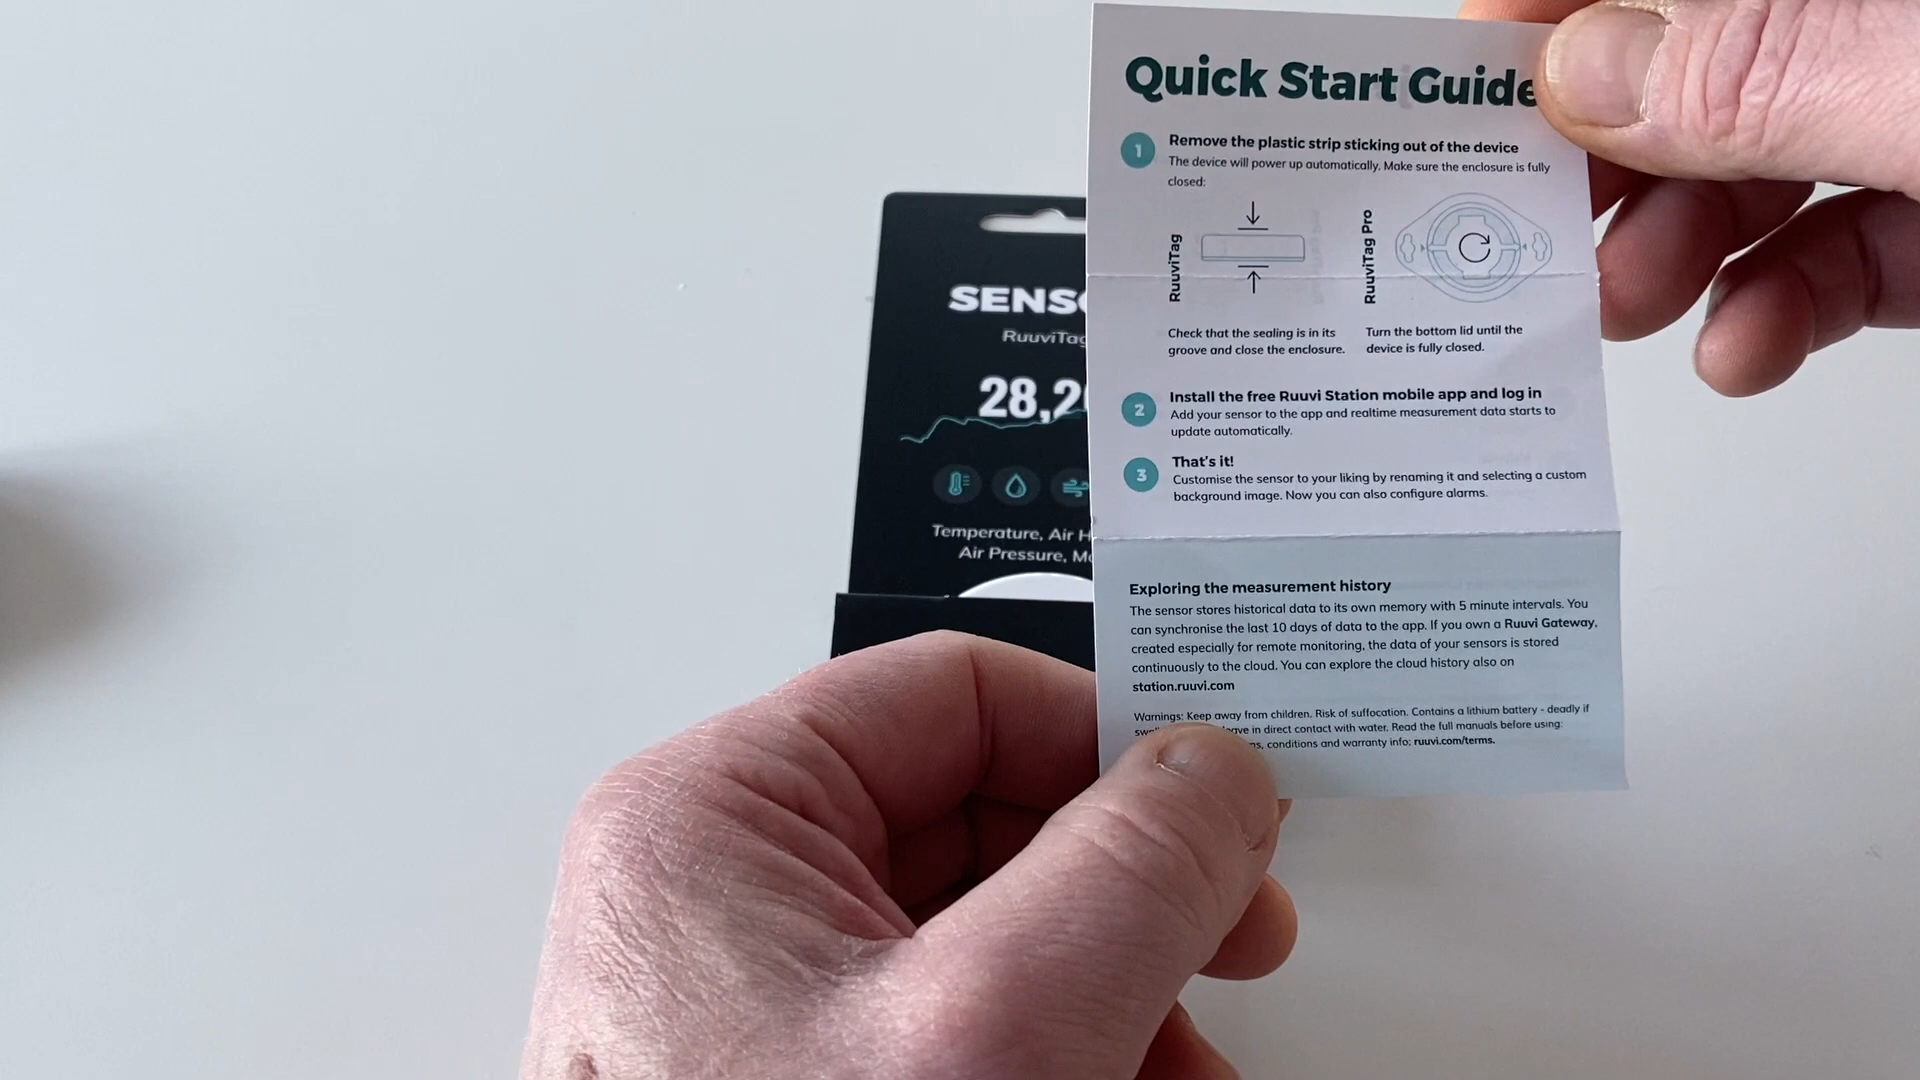 Quick Start Guide
1
Remove the plastic strip sticking out of the device
The device will power up automatically. Make sure the enclosure is fully
closed:
RuuviTag
RuuviTag Pro
Check that the sealing is in its
groove and close the enclosure.
Turn the bottom lid until the
device is fully closed.
2
Install the free Ruuvi Station mobile app and log in
Add your sensor to the app and realtime measurement data starts to
update automatically.
3
That's it!
Customise the sensor to your liking by renaming it and selecting a custom
background image. Now you can also configure alarms.
Exploring the measurement history
The sensor stores historical data to its own memory with 5 minute intervals. You
can synchronise the last 10 days of data to the app. If you own a Ruuvi Gateway,
created especially for remote monitoring, the data of your sensors is stored
continuously to the cloud. You can explore the cloud history also on
station.ruuvi.com
Warnings: Keep away from children. Risk of suffocation. Contains a lithium battery - deadly if
in direct contact with water. Read the full manuals before using:
conditions and warranty info: ruuvi.com/terms.
RuuviTag
28,2
Temperature, Air
Air Pressure,